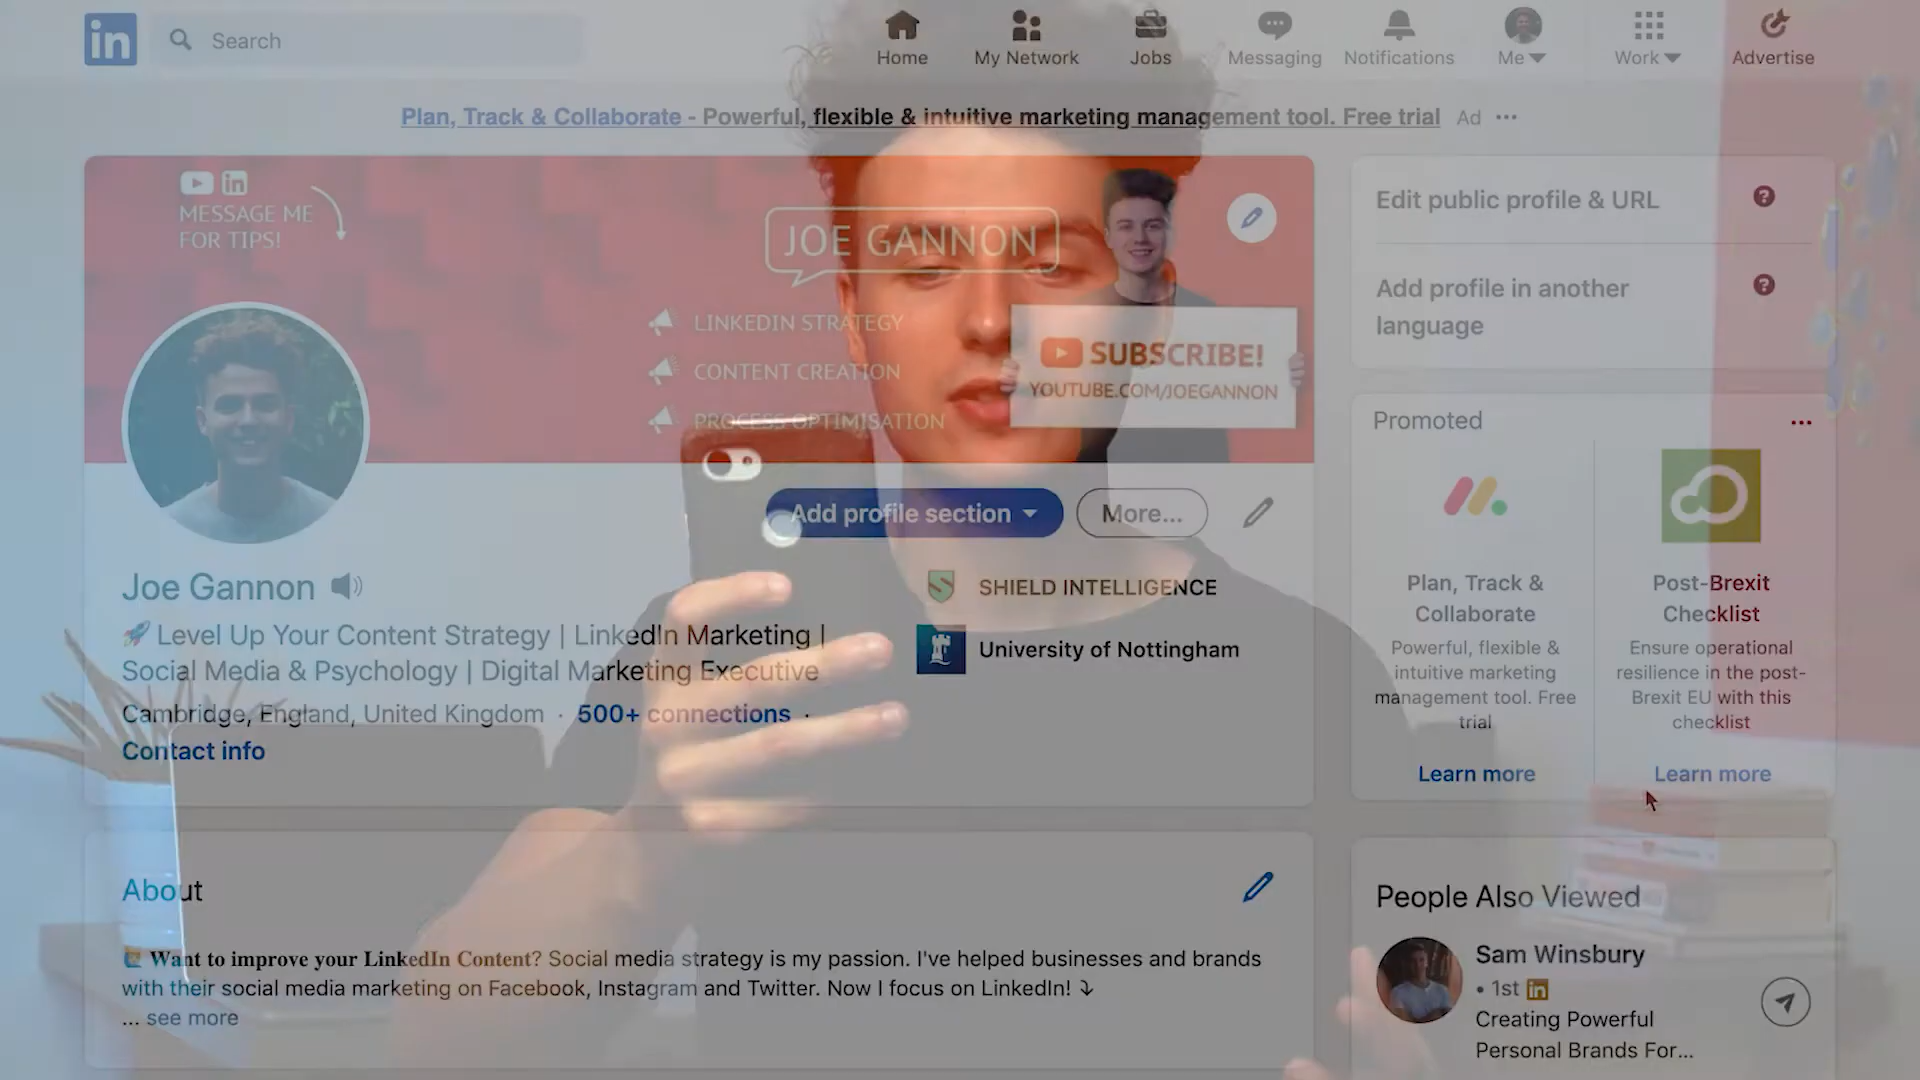 in
Search
Home
My Network
Jobs
Messaging
Notifications
Me
Work
Advertise
Plan, Track & Collaborate - Powerful, flexible & intuitive marketing management tool. Free trial Ad ...
MESSAGE ME
FOR TIPS!
JOE GANNON
LINKEDIN STRATEGY
CONTENT CREATION
PROCESS OPTIMISATION
SUBSCRIBE!
YOUTUBE.COM/JOEGANNON
Add profile section
More...
Joe Gannon
🚀 Level Up Your Content Strategy | LinkedIn Marketing |
Social Media & Psychology | Digital Marketing Executive
Cambridge, England, United Kingdom · 500+ connections ·
Contact info
SHIELD INTELLIGENCE
University of Nottingham
About
Want to improve your LinkedIn Content? Social media strategy is my passion. I've helped businesses and brands
with their social media marketing on Facebook, Instagram and Twitter. Now I focus on LinkedIn! ⤵
... see more
Edit public profile & URL
Add profile in another
language
Promoted
Plan, Track &
Collaborate
Powerful, flexible &
intuitive marketing
management tool. Free
trial
Learn more
Post-Brexit
Checklist
Ensure operational
resilience in the post-
Brexit EU with this
checklist
Learn more
People Also Viewed
Sam Winsbury
• 1st in
Creating Powerful
Personal Brands For...